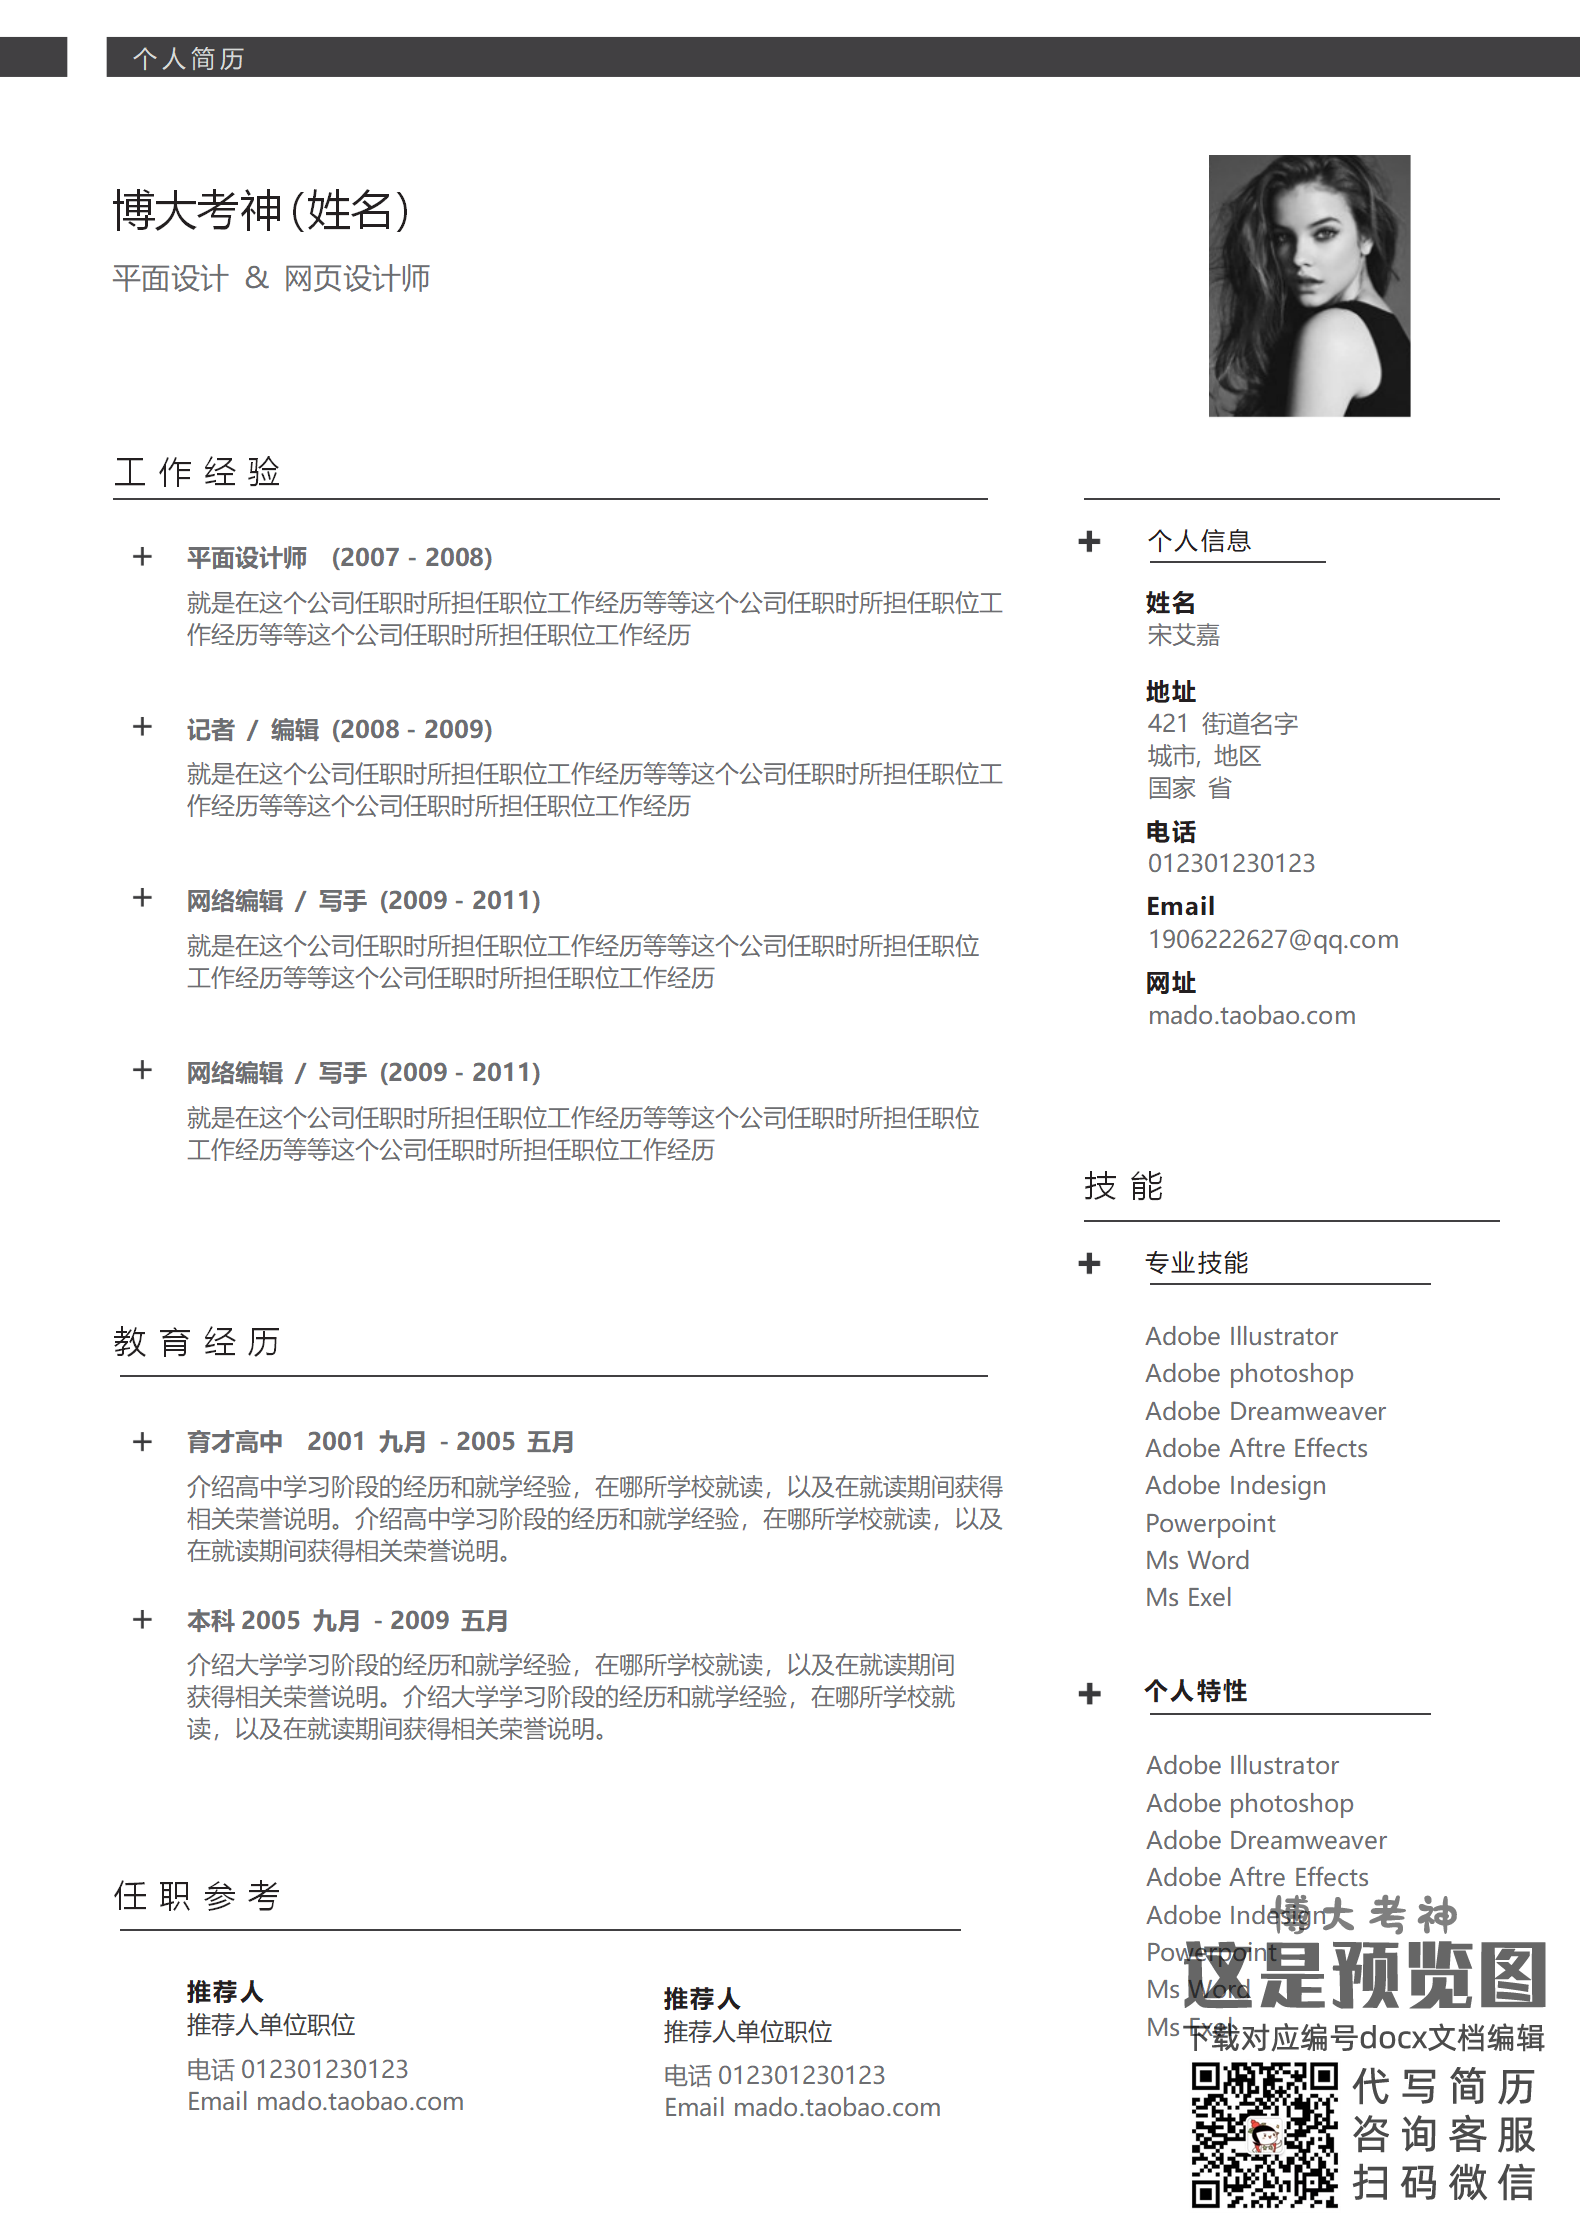 个人简历
博大考神(姓名)
平面设计 & 网页设计师
工作经验
+ 平面设计师 (2007 - 2008)
就是在这个公司任职时所担任职位工作经历等等这个公司任职时所担任职位工
作经历等等这个公司任职时所担任职位工作经历
+ 记者 / 编辑 (2008 - 2009)
就是在这个公司任职时所担任职位工作经历等等这个公司任职时所担任职位工
作经历等等这个公司任职时所担任职位工作经历
+ 网络编辑 / 写手 (2009 - 2011)
就是在这个公司任职时所担任职位工作经历等等这个公司任职时所担任职位
工作经历等等这个公司任职时所担任职位工作经历
+ 网络编辑 / 写手 (2009 - 2011)
就是在这个公司任职时所担任职位工作经历等等这个公司任职时所担任职位
工作经历等等这个公司任职时所担任职位工作经历
教育经历
+ 育才高中 2001 九月 - 2005 五月
介绍高中学习阶段的经历和就学经验，在哪所学校就读，以及在就读期间获得
相关荣誉说明。介绍高中学习阶段的经历和就学经验，在哪所学校就读，以及
在就读期间获得相关荣誉说明。
+ 本科 2005 九月 - 2009 五月
介绍大学学习阶段的经历和就学经验，在哪所学校就读，以及在就读期间
获得相关荣誉说明。介绍大学学习阶段的经历和就学经验，在哪所学校就
读，以及在就读期间获得相关荣誉说明。
任职参考
推荐人
推荐人单位职位
电话 012301230123
Email mado.taobao.com
推荐人
推荐人单位职位
电话 012301230123
Email mado.taobao.com
+ 个人信息
姓名
宋艾嘉
地址
421 街道名字
城市, 地区
国家 省
电话
012301230123
Email
1906222627@qq.com
网址
mado.taobao.com
技能
+ 专业技能
Adobe Illustrator
Adobe photoshop
Adobe Dreamweaver
Adobe Aftre Effects
Adobe Indesign
Powerpoint
Ms Word
Ms Exel
+ 个人特性
Adobe Illustrator
Adobe photoshop
Adobe Dreamweaver
Adobe Aftre Effects
Adobe Indesign
Powerpoint
Ms Word
Ms Exel
博大考神
这是预览图
下载对应编号docx文档编辑
代写简历
咨询客服
扫码微信